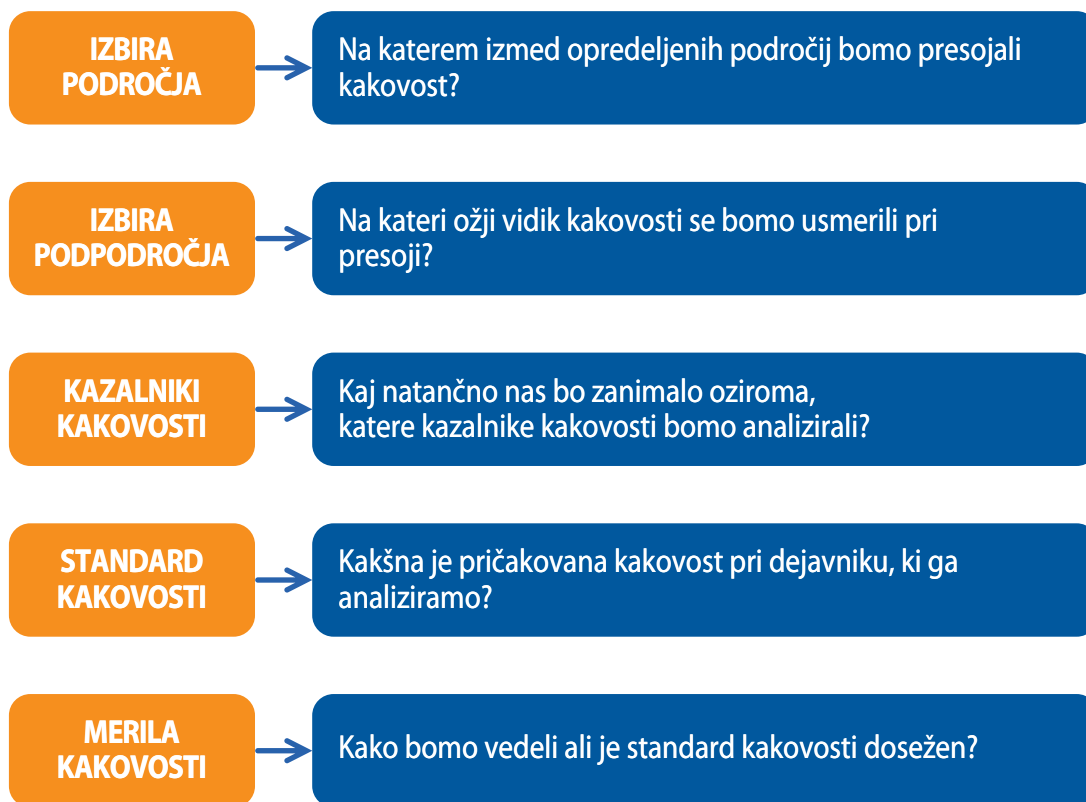 IZBIRA
PODROČJA
Na katerem izmed opredeljenih področij bomo presojali
kakovost?
IZBIRA
PODPODROČJA
Na kateri ožji vidik kakovosti se bomo usmerili pri
presoji?
KAZALNIKI
KAKOVOSTI
Kaj natančno nas bo zanimalo oziroma,
katere kazalnike kakovosti bomo analizirali?
STANDARD
KAKOVOSTI
Kakšna je pričakovana kakovost pri dejavniku, ki ga
analiziramo?
MERILA
KAKOVOSTI
Kako bomo vedeli ali je standard kakovosti dosežen?